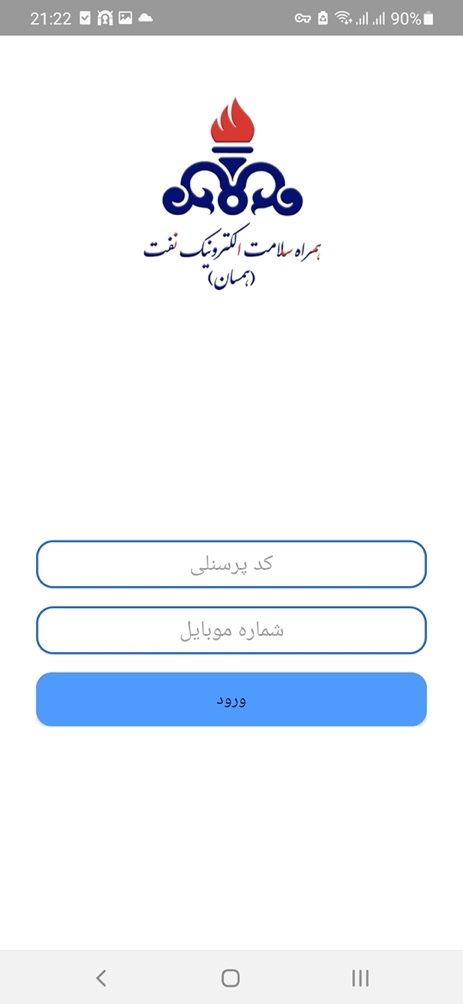 21:22
90%
همراه سلامت الکترونیک نفت
(همسان)
کد پرسنلی
شماره موبایل
ورود